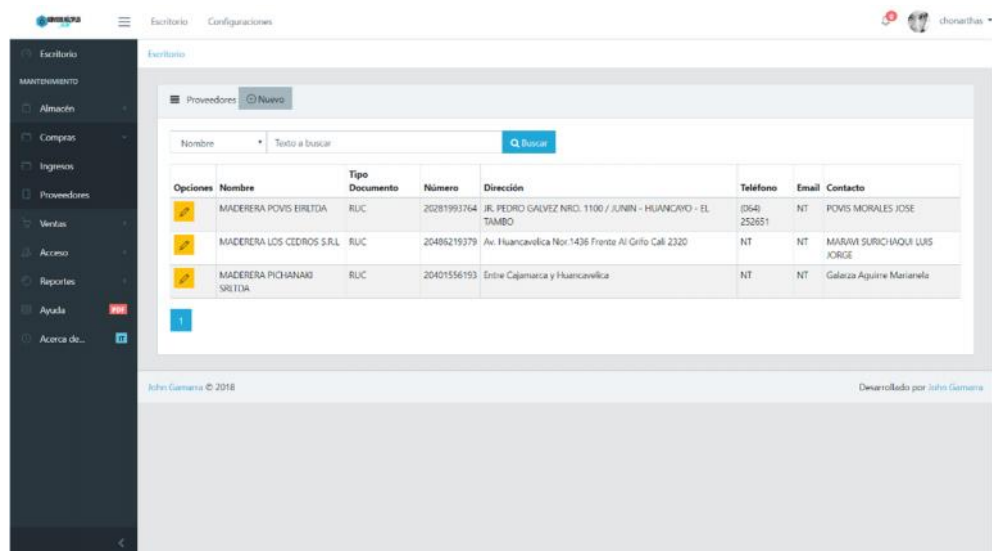 Escritorio Configuraciones 0 chonarthas
Escritorio
Escritorio
MANTENIMIENTO
Almacén
Compras
Ingresos
Proveedores
Ventas
Acceso
Reportes
Ayuda PDF
Acerca de... IT
Proveedores Nuevo
Nombre Texto a buscar Buscar
Opciones Nombre Tipo Documento Número Dirección Teléfono Email Contacto
MADERERA POVIS EIRLTDA RUC 20281993764 JR. PEDRO GALVEZ NRO. 1100 / JUNIN - HUANCAYO - EL TAMBO (064) 252651 NT POVIS MORALES JOSE
MADERERA LOS CEDROS S.R.L RUC 20486219379 Av. Huancavelica Nor.1436 Frente Al Grifo Cali 2320 NT NT MARAVI SURICHAQUI LUIS JORGE
MADERERA PICHANAKI SRLTDA RUC 20401556193 Entre Cajamarca y Huancavelica NT NT Galarza Aguirre Marianela
1
John Gamarra © 2018
Desarrollado por John Gamarra